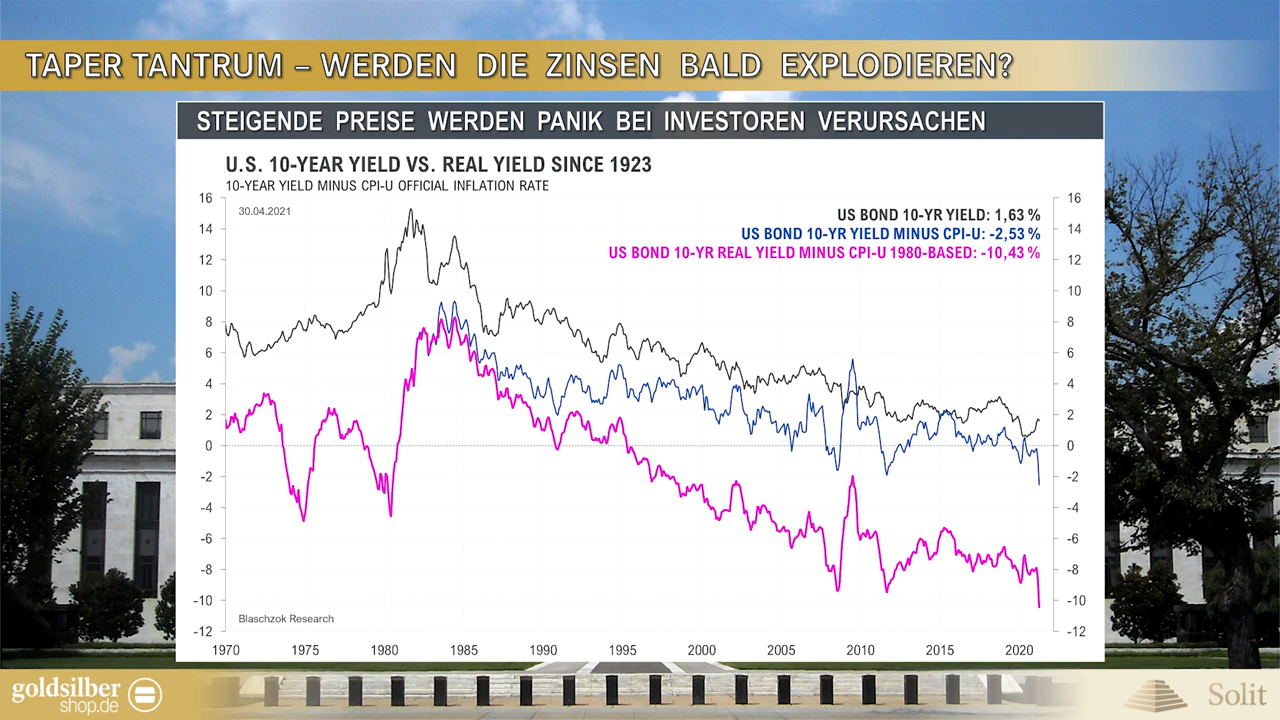 TAPER TANTRUM – WERDEN DIE ZINSEN BALD EXPLODIEREN?
STEIGENDE PREISE WERDEN PANIK BEI INVESTOREN VERURSACHEN
U.S. 10-YEAR YIELD VS. REAL YIELD SINCE 1923
10-YEAR YIELD MINUS CPI-U OFFICIAL INFLATION RATE
16 16
30.04.2021
US BOND 10-YR YIELD: 1,63 %
14 14
US BOND 10-YR YIELD MINUS CPI-U: -2,53 %
US BOND 10-YR REAL YIELD MINUS CPI-U 1980-BASED: -10,43 %
12 12
10 10
8 8
6 6
4 4
2 2
0 0
-2 -2
-4 -4
-6 -6
-8 -8
-10 -10
Blaschzok Research
-12 -12
1970 1975 1980 1985 1990 1995 2000 2005 2010 2015 2020
goldsilber
shop.de
Solit